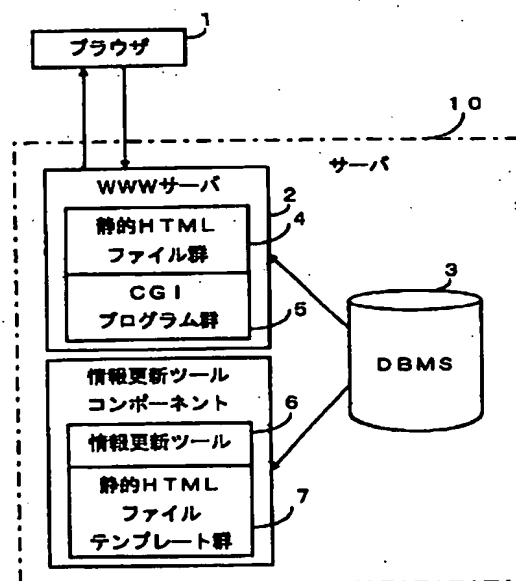 1
ブラウザ
10
サーバ
WWWサーバ
2
静的HTML
ファイル群
4
CGI
プログラム群
5
3
DBMS
情報更新ツール
コンポーネント
6
情報更新ツール
静的HTML
ファイル
テンプレート群
7